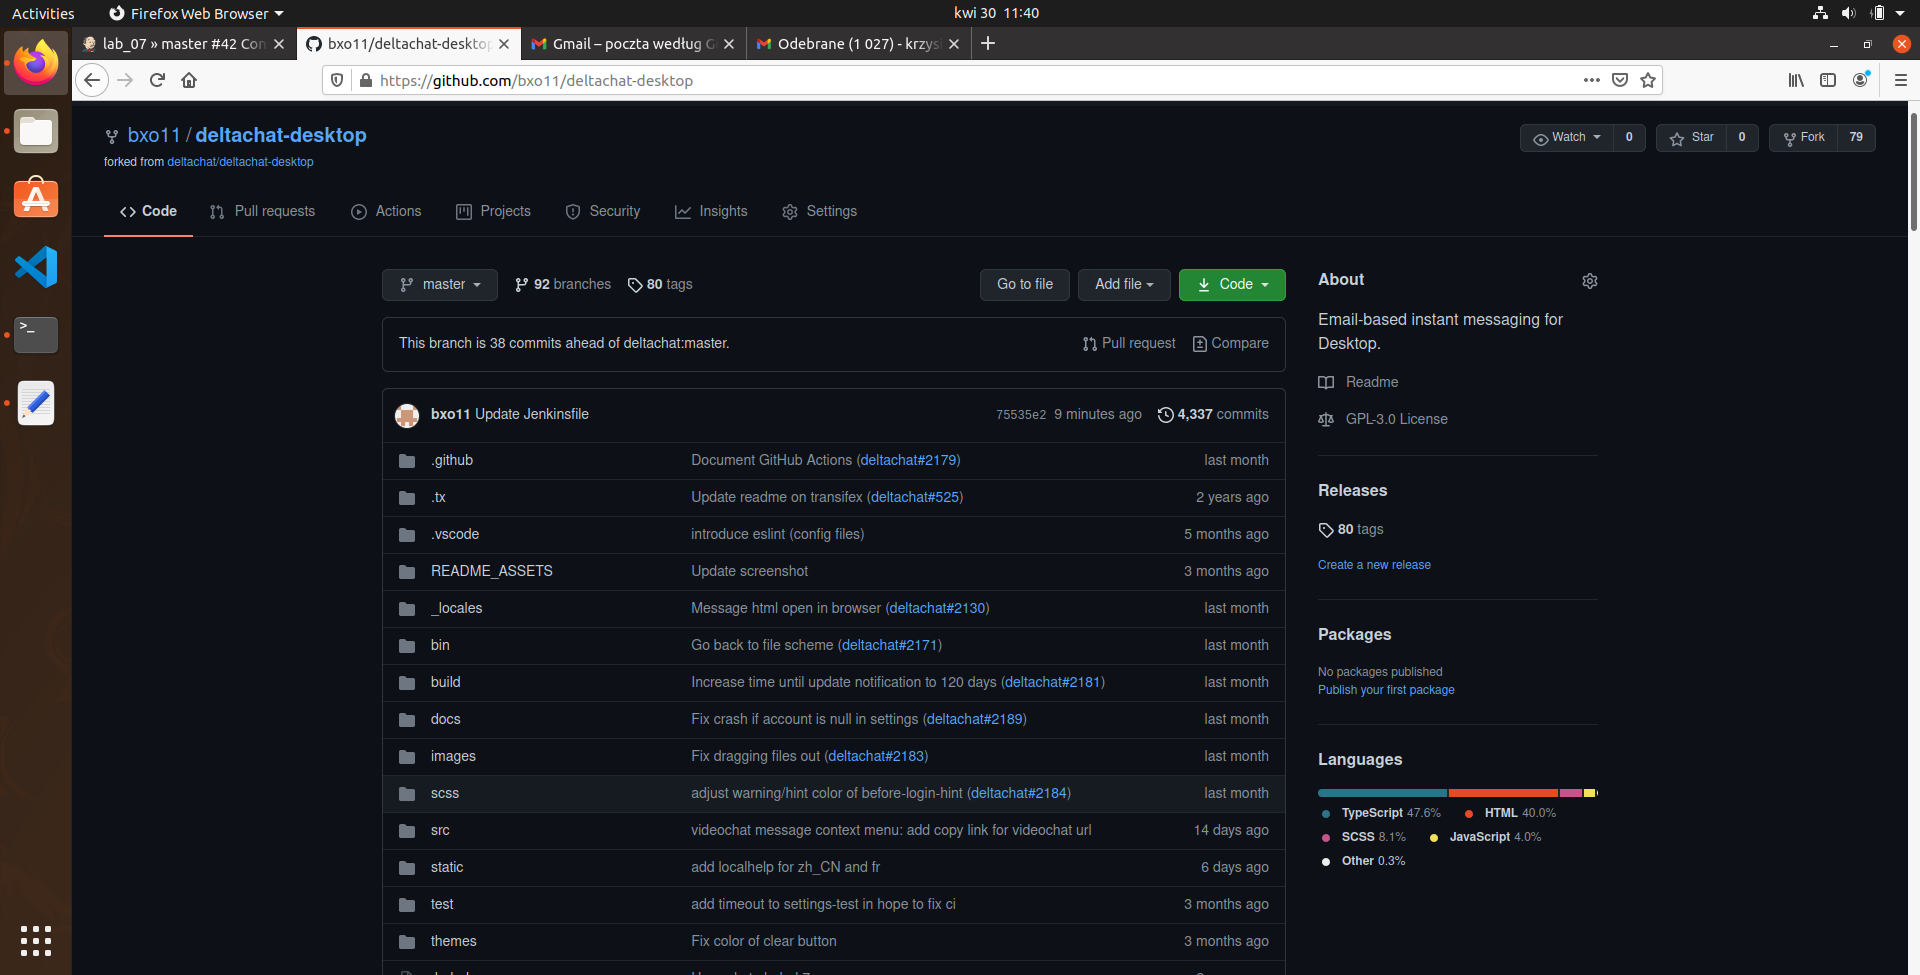 Activities Firefox Web Browser kwi 30 11:40
lab_07 » master #42 Con bxo11/deltachat-desktop Gmail – poczta według G Odebrane (1 027) - krzys
https://github.com/bxo11/deltachat-desktop
bxo11 / deltachat-desktop Watch 0 Star 0 Fork 79
forked from deltachat/deltachat-desktop
Code Pull requests Actions Projects Security Insights Settings
master 92 branches 80 tags Go to file Add file Code
This branch is 38 commits ahead of deltachat:master. Pull request Compare
bxo11 Update Jenkinsfile 75535e2 9 minutes ago 4,337 commits
.github Document GitHub Actions (deltachat#2179) last month
.tx Update readme on transifex (deltachat#525) 2 years ago
.vscode introduce eslint (config files) 5 months ago
README_ASSETS Update screenshot 3 months ago
_locales Message html open in browser (deltachat#2130) last month
bin Go back to file scheme (deltachat#2171) last month
build Increase time until update notification to 120 days (deltachat#2181) last month
docs Fix crash if account is null in settings (deltachat#2189) last month
images Fix dragging files out (deltachat#2183) last month
scss adjust warning/hint color of before-login-hint (deltachat#2184) last month
src videochat message context menu: add copy link for videochat url 14 days ago
static add localhelp for zh_CN and fr 6 days ago
test add timeout to settings-test in hope to fix ci 3 months ago
themes Fix color of clear button 3 months ago
About
Email-based instant messaging for
Desktop.
Readme
GPL-3.0 License
Releases
80 tags
Create a new release
Packages
No packages published
Publish your first package
Languages
TypeScript 47.6% HTML 40.0%
SCSS 8.1% JavaScript 4.0%
Other 0.3%